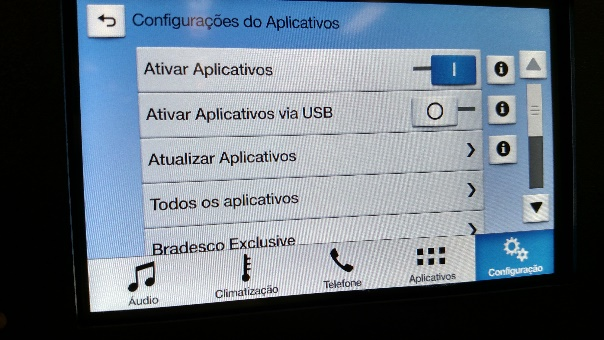 Configurações do Aplicativos
Ativar Aplicativos
Ativar Aplicativos via USB
Atualizar Aplicativos
Todos os aplicativos
Bradesco Exclusive
Áudio
Climatização
Telefone
Aplicativos
Configuração